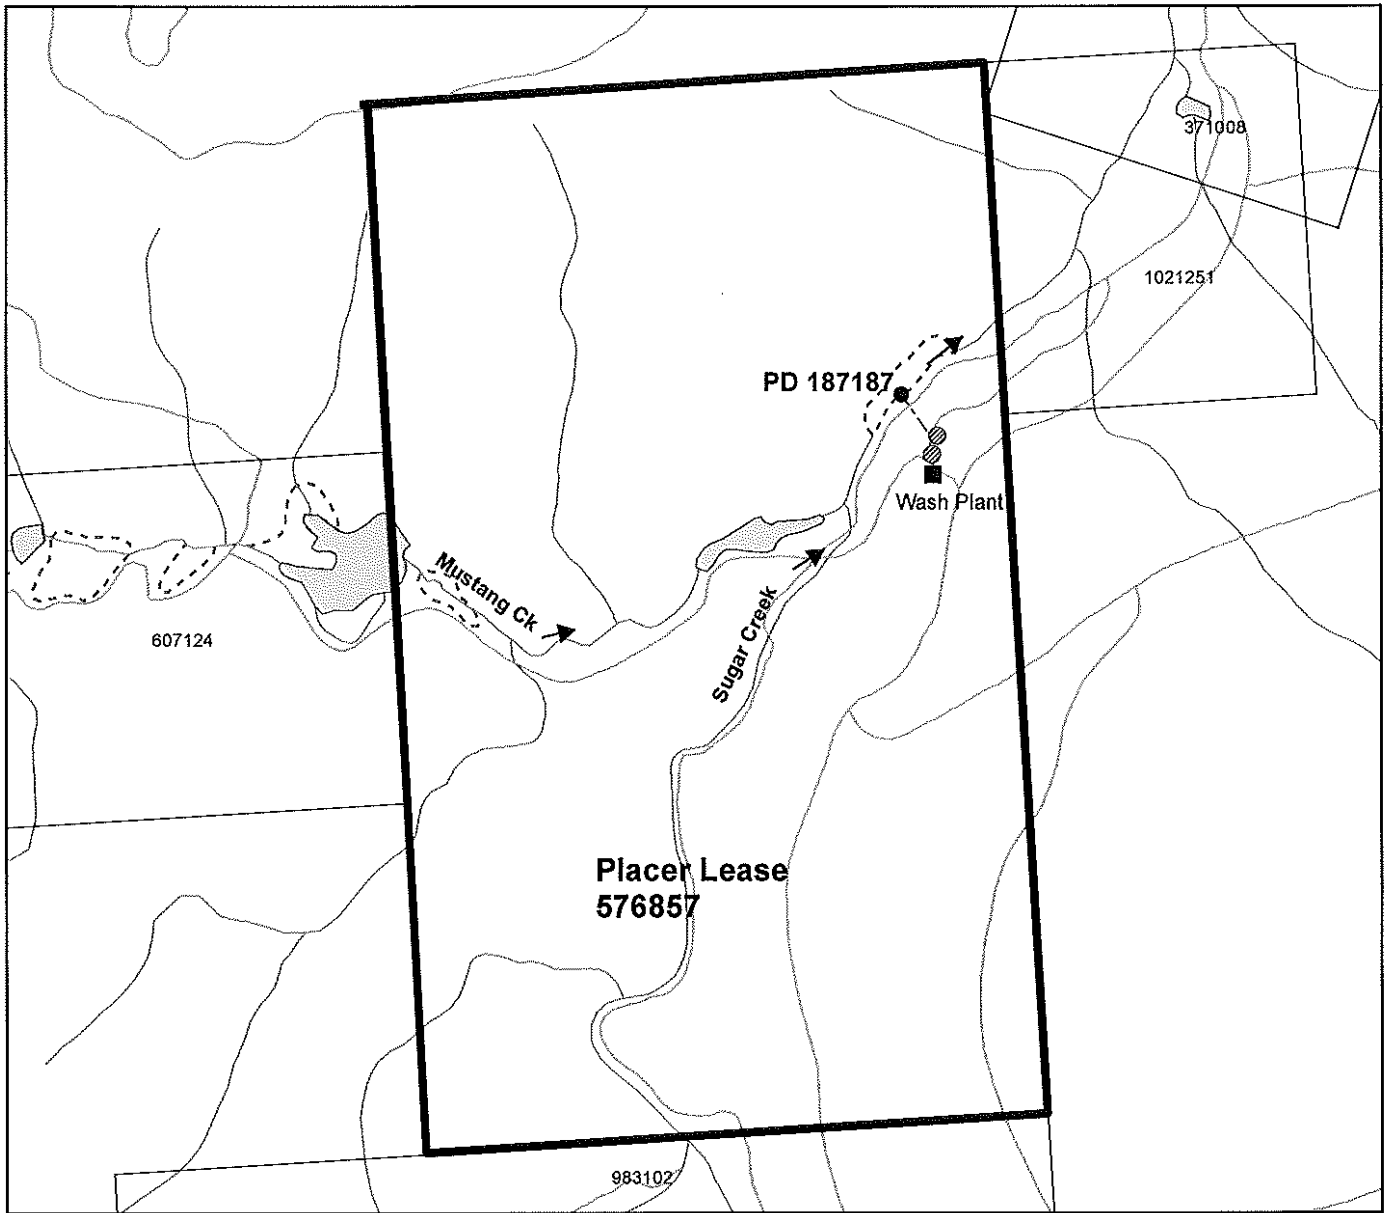 371008
1021251
PD 187187
Wash Plant
Mustang Ck
Sugar Creek
607124
Placer Lease
576857
983102